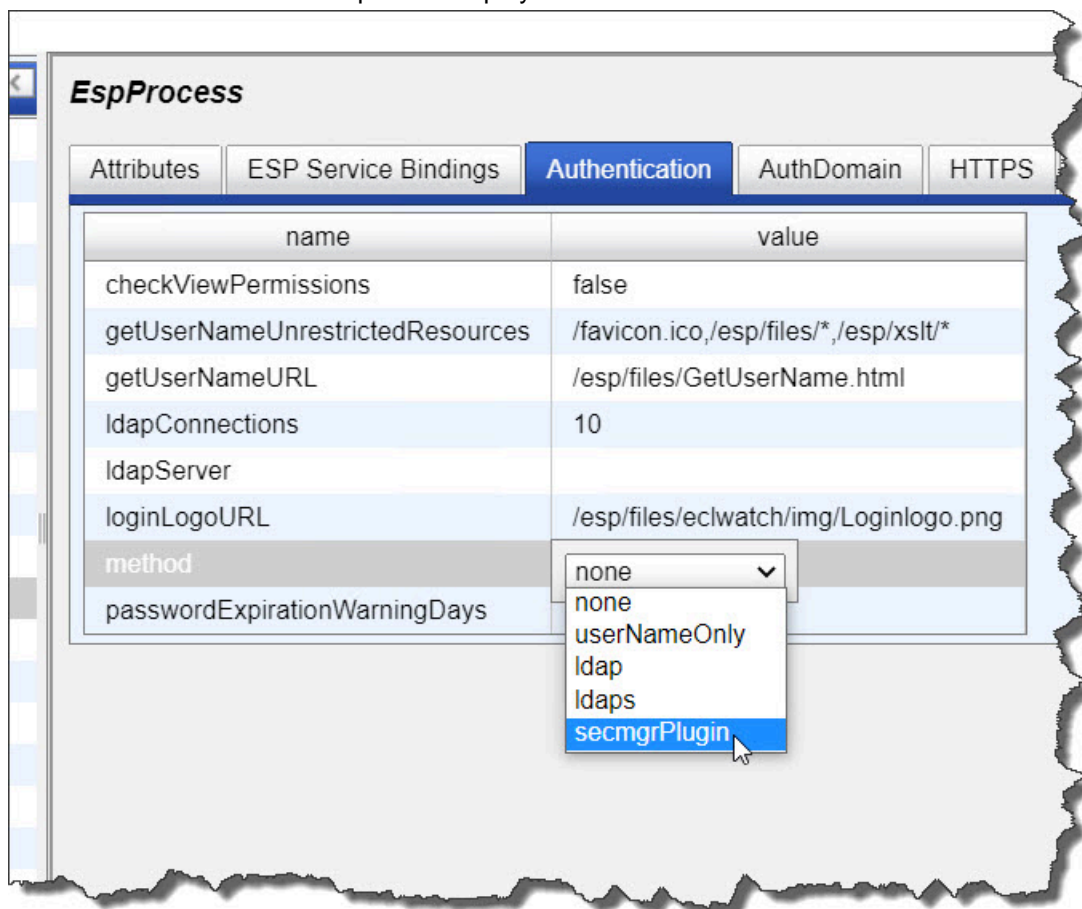 EspProcess
Attributes ESP Service Bindings Authentication AuthDomain HTTPS
name value
checkViewPermissions false
getUserNameUnrestrictedResources /favicon.ico,/esp/files/*,/esp/xslt/*
getUserNameURL /esp/files/GetUserName.html
ldapConnections 10
ldapServer
loginLogoURL /esp/files/eclwatch/img/Loginlogo.png
method none
passwordExpirationWarningDays
none
userNameOnly
ldap
ldaps
secmgrPlugin